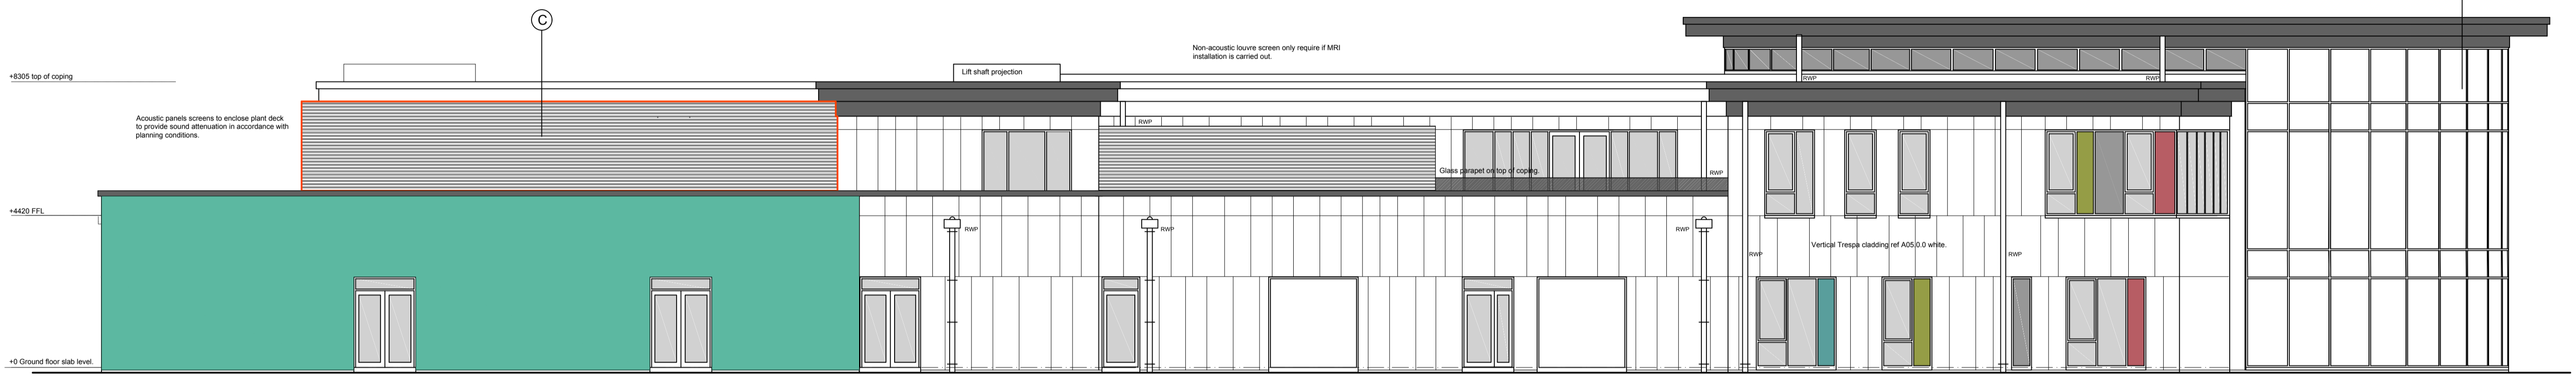 C
Non-acoustic louvre screen only require if MRI
installation is carried out.
+8305 top of coping
Lift shaft projection
RWP
RWP
Acoustic panels screens to enclose plant deck
to provide sound attenuation in accordance with
planning conditions.
RWP
Glass parapet on top of coping.
RWP
+4420 FFL
RWP
RWP
RWP
Vertical Trespa cladding ref A05.0.0 white.
RWP
RWP
+0 Ground floor slab level.